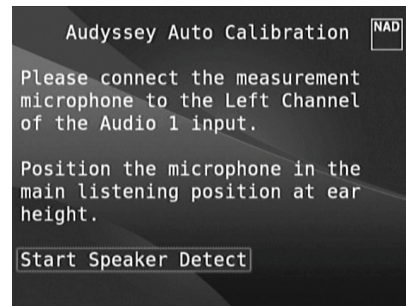 Audyssey Auto Calibration
NAD
Please connect the measurement
microphone to the Left Channel
of the Audio 1 input.
Position the microphone in the
main listening position at ear
height.
Start Speaker Detect